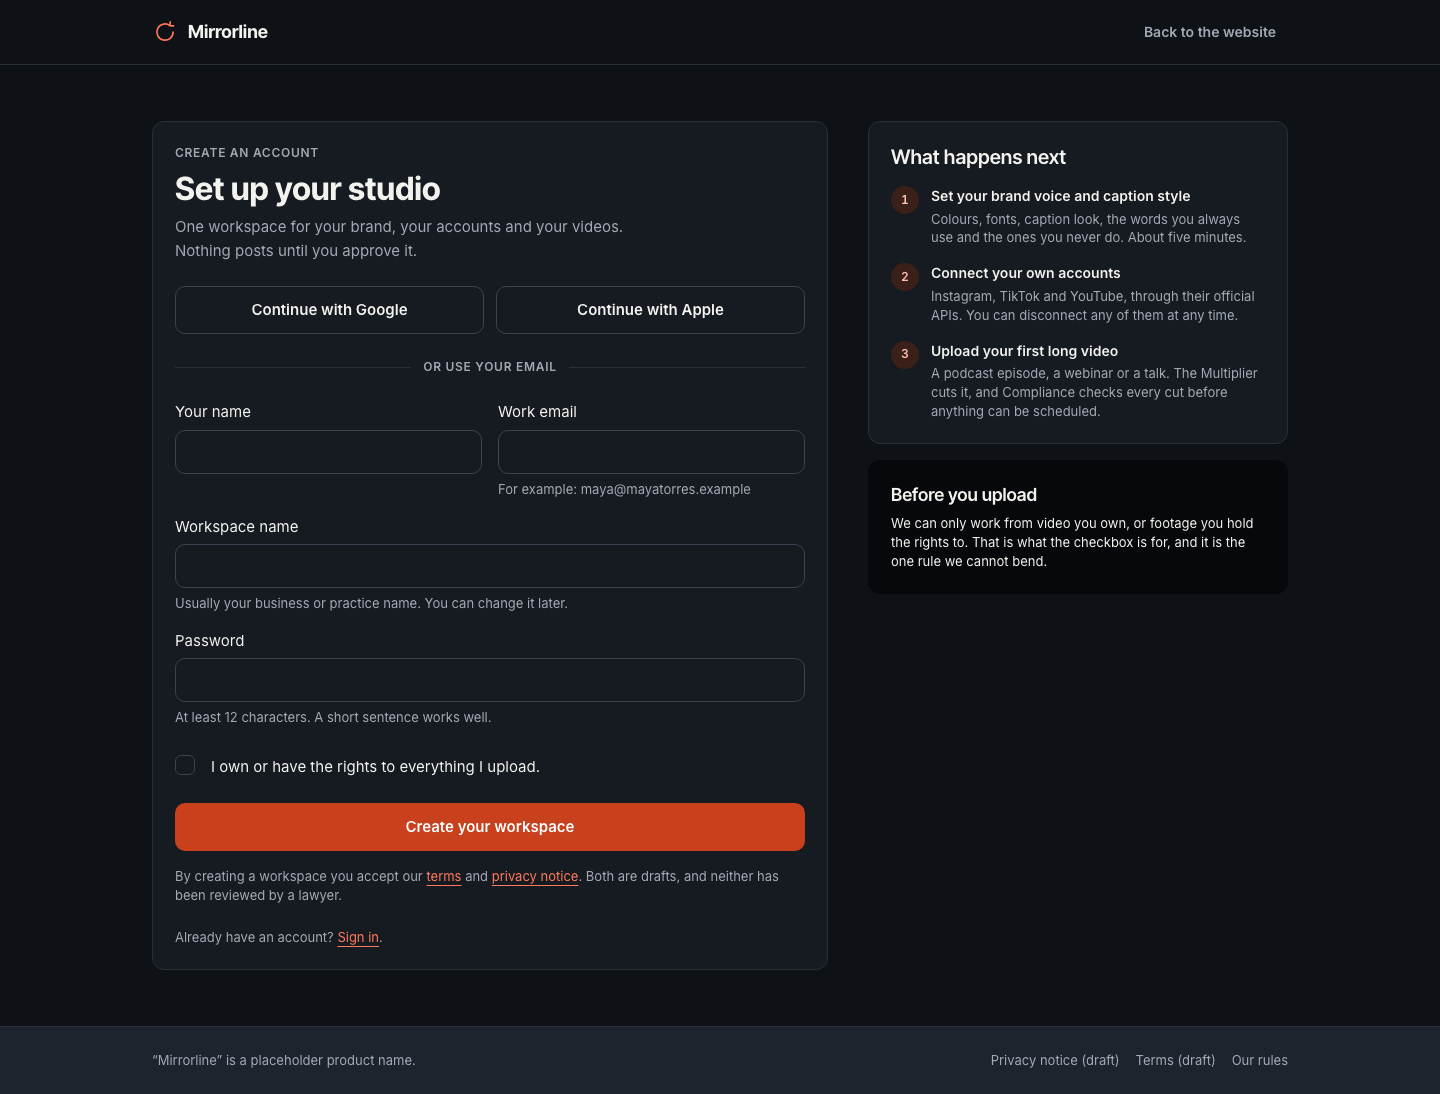 Mirrorline
Back to the website
CREATE AN ACCOUNT
Set up your studio
One workspace for your brand, your accounts and your videos.
Nothing posts until you approve it.
Continue with Google
Continue with Apple
OR USE YOUR EMAIL
Your name
Work email
For example: maya@mayatorres.example
Workspace name
Usually your business or practice name. You can change it later.
Password
At least 12 characters. A short sentence works well.
I own or have the rights to everything I upload.
Create your workspace
By creating a workspace you accept our terms and privacy notice. Both are drafts, and neither has
been reviewed by a lawyer.
Already have an account? Sign in.
What happens next
1
Set your brand voice and caption style
Colours, fonts, caption look, the words you always
use and the ones you never do. About five minutes.
2
Connect your own accounts
Instagram, TikTok and YouTube, through their official
APIs. You can disconnect any of them at any time.
3
Upload your first long video
A podcast episode, a webinar or a talk. The Multiplier
cuts it, and Compliance checks every cut before
anything can be scheduled.
Before you upload
We can only work from video you own, or footage you hold
the rights to. That is what the checkbox is for, and it is the
one rule we cannot bend.
“Mirrorline” is a placeholder product name.
Privacy notice (draft)
Terms (draft)
Our rules